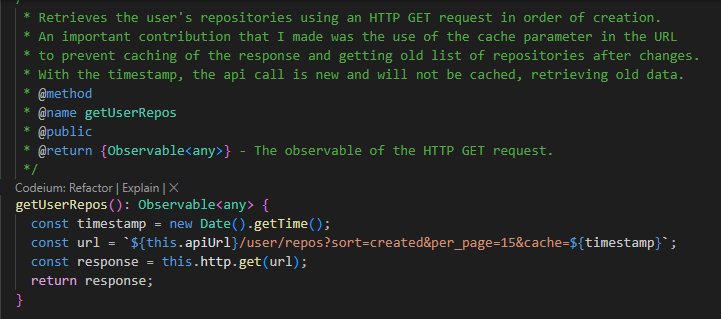 * Retrieves the user's repositories using an HTTP GET request in order of creation.
* An important contribution that I made was the use of the cache parameter in the URL
* to prevent caching of the response and getting old list of repositories after changes.
* With the timestamp, the api call is new and will not be cached, retrieving old data.
* @method
* @name getUserRepos
* @public
* @return {Observable<any>} - The observable of the HTTP GET request.
*/
Codeium: Refactor | Explain | ✕
getUserRepos(): Observable<any> {
const timestamp = new Date().getTime();
const url = `${this.apiUrl}/user/repos?sort=created&per_page=15&cache=${timestamp}`;
const response = this.http.get(url);
return response;
}